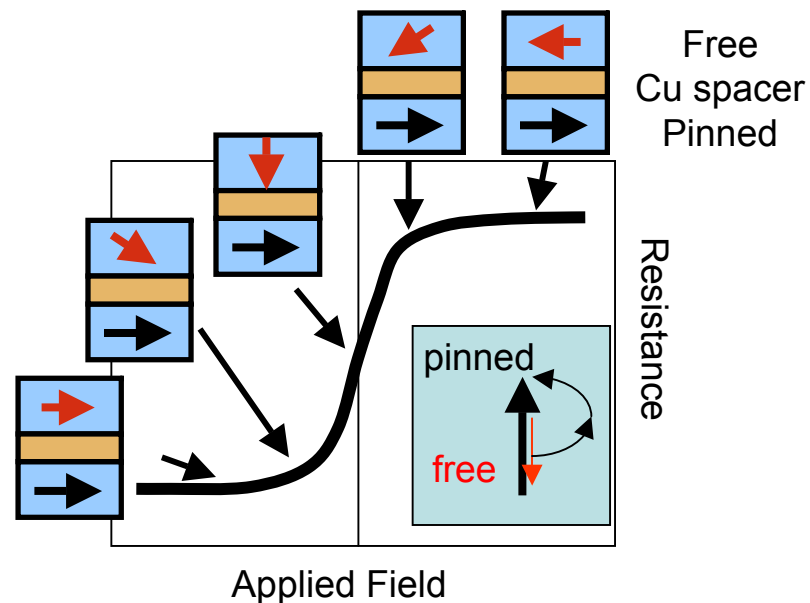 Free
Cu spacer
Pinned
Resistance
pinned
free
Applied Field